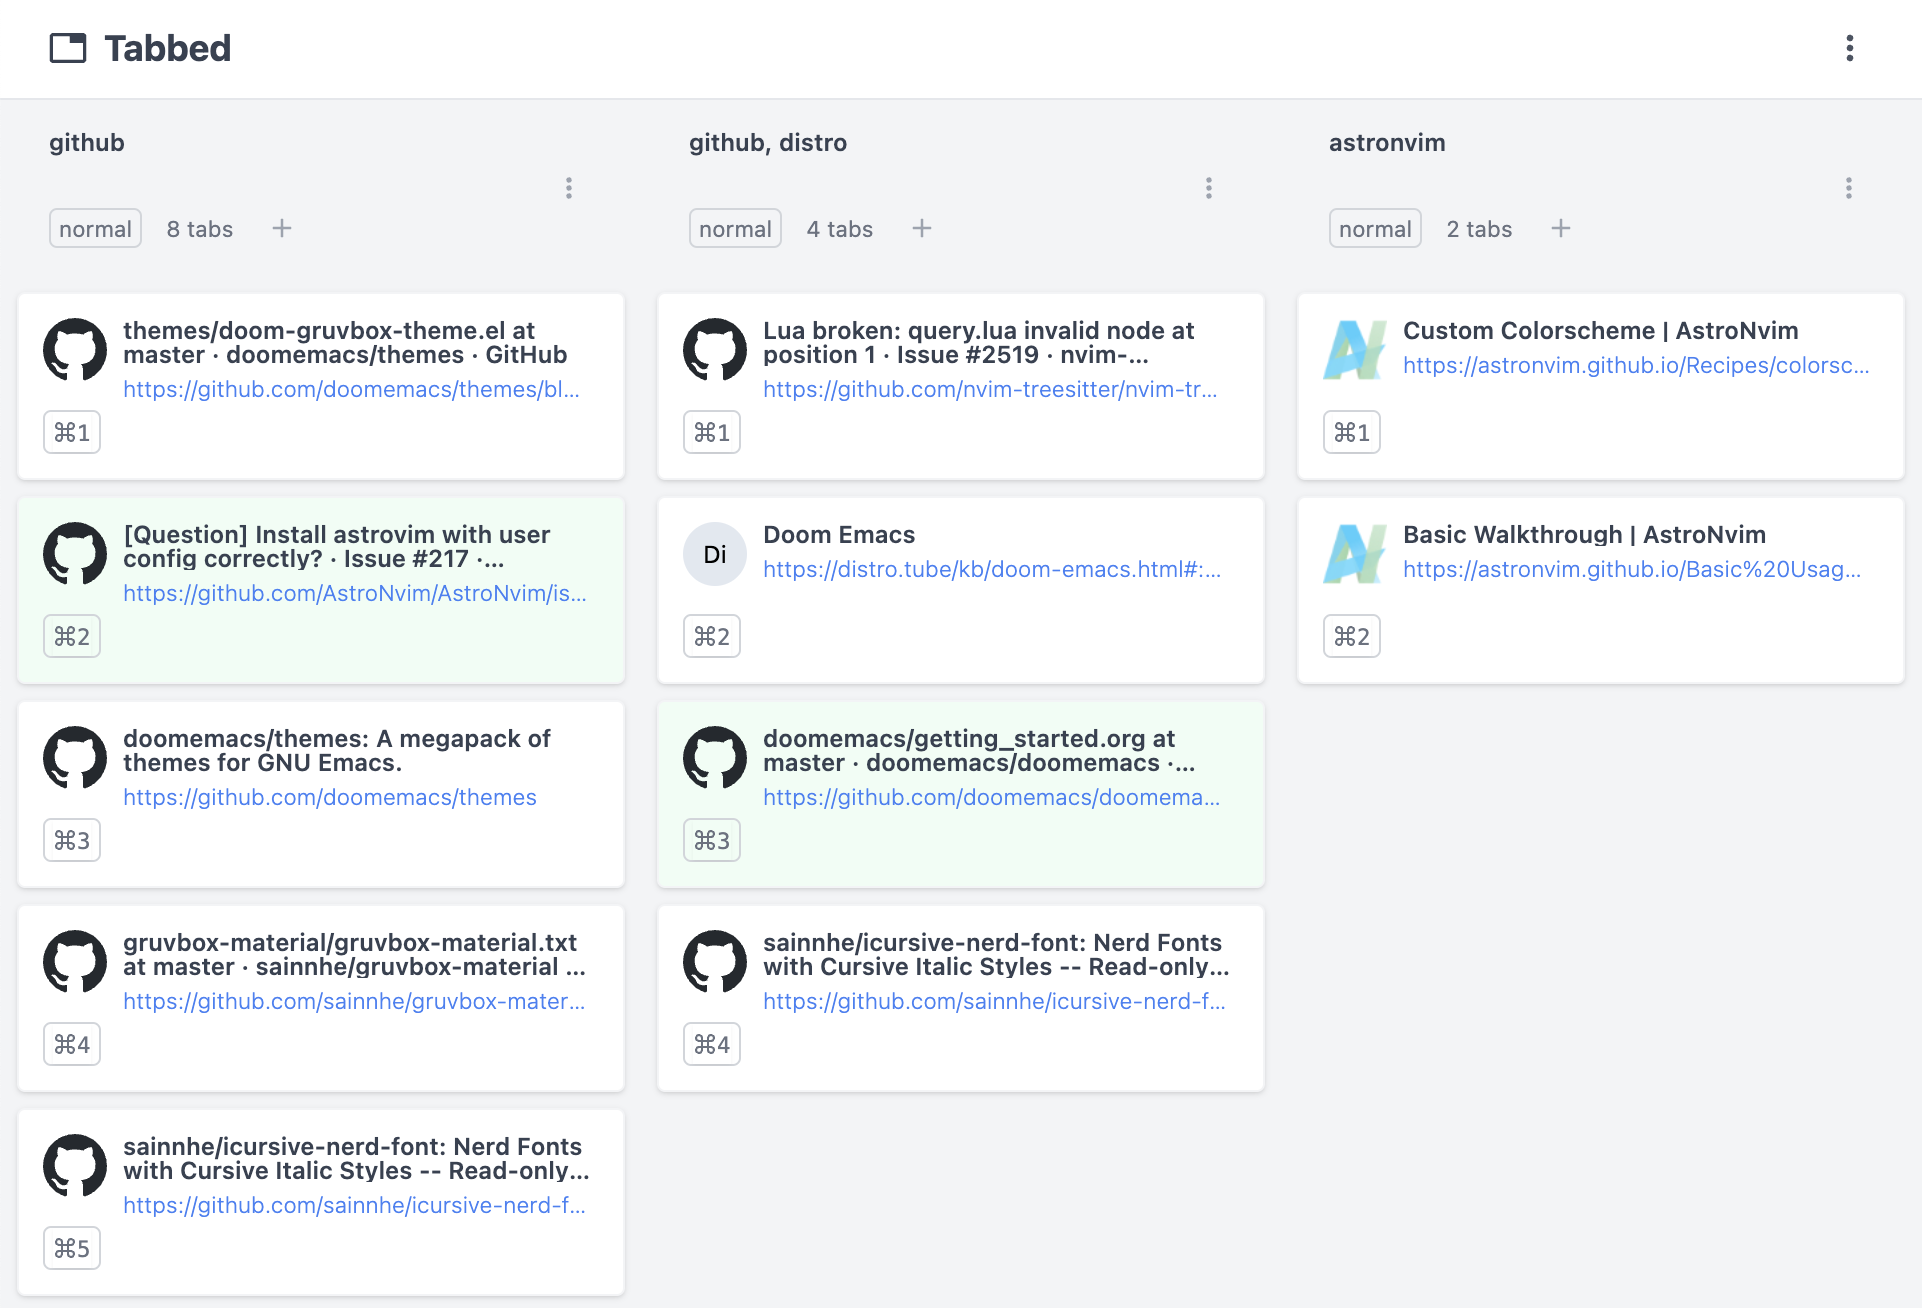 Tabbed
github
normal 8 tabs +
themes/doom-gruvbox-theme.el at
master · doomemacs/themes · GitHub
https://github.com/doomemacs/themes/bl...
⌘1
[Question] Install astrovim with user
config correctly? · Issue #217 ·...
https://github.com/AstroNvim/AstroNvim/is...
⌘2
doomemacs/themes: A megapack of
themes for GNU Emacs.
https://github.com/doomemacs/themes
⌘3
gruvbox-material/gruvbox-material.txt
at master · sainnhe/gruvbox-material ...
https://github.com/sainnhe/gruvbox-mater...
⌘4
sainnhe/icursive-nerd-font: Nerd Fonts
with Cursive Italic Styles -- Read-only...
https://github.com/sainnhe/icursive-nerd-f...
⌘5
github, distro
normal 4 tabs +
Lua broken: query.lua invalid node at
position 1 · Issue #2519 · nvim-...
https://github.com/nvim-treesitter/nvim-tr...
⌘1
Di
Doom Emacs
https://distro.tube/kb/doom-emacs.html#:...
⌘2
doomemacs/getting_started.org at
master · doomemacs/doomemacs ·...
https://github.com/doomemacs/doomema...
⌘3
sainnhe/icursive-nerd-font: Nerd Fonts
with Cursive Italic Styles -- Read-only...
https://github.com/sainnhe/icursive-nerd-f...
⌘4
astronvim
normal 2 tabs +
Custom Colorscheme | AstroNvim
https://astronvim.github.io/Recipes/colorsc...
⌘1
Basic Walkthrough | AstroNvim
https://astronvim.github.io/Basic%20Usag...
⌘2